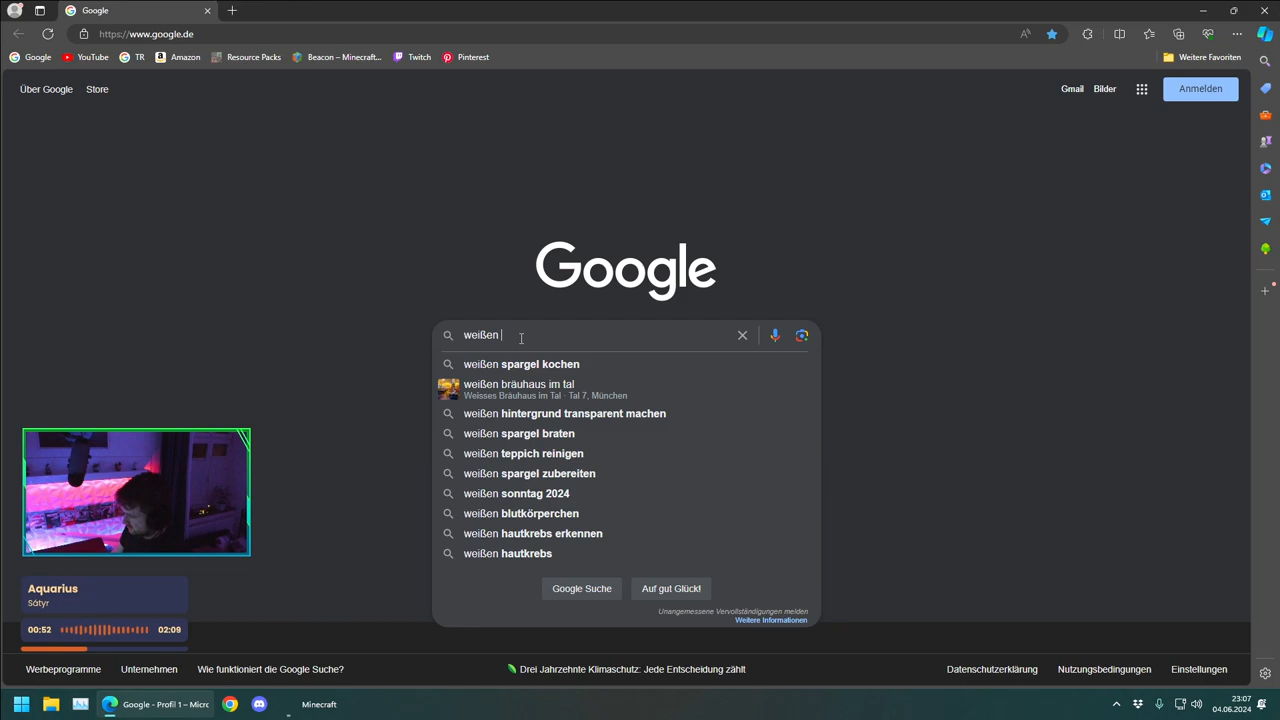 Google
https://www.google.de
Google
YouTube
TR
Amazon
Resource Packs
Beacon – Minecraft...
Twitch
Pinterest
Weitere Favoriten
Über Google
Store
Gmail
Bilder
Anmelden
Google
weißen
weißen spargel kochen
weißen bräuhaus im tal
Weisses Bräuhaus im Tal · Tal 7, München
weißen hintergrund transparent machen
weißen spargel braten
weißen teppich reinigen
weißen spargel zubereiten
weißen sonntag 2024
weißen blutkörperchen
weißen hautkrebs erkennen
weißen hautkrebs
Google Suche
Auf gut Glück!
Unangemessene Vervollständigungen melden
Weitere Informationen
Aquarius
Sátyr
00:52
02:09
Werbeprogramme
Unternehmen
Wie funktioniert die Google Suche?
Drei Jahrzehnte Klimaschutz: Jede Entscheidung zählt
Datenschutzerklärung
Nutzungsbedingungen
Einstellungen
Google - Profil 1 – Micro
Minecraft
23:07
04.06.2024